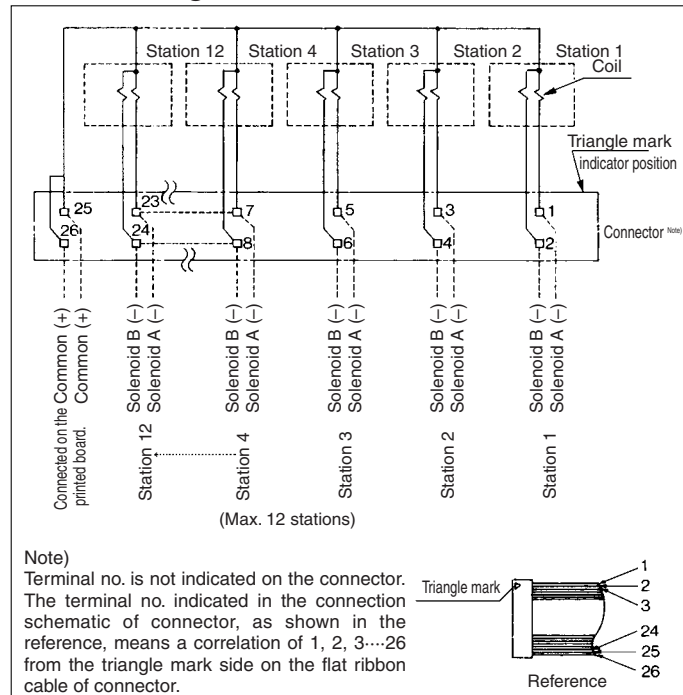 Station 12 Station 4 Station 3 Station 2 Station 1
Coil
Triangle mark
indicator position
25 23 7 5 3 1
26 24 8 6 4 2
Connector Note)
Connected on the
printed board.
Common (+)
Common (+)
Solenoid B (–)
Solenoid A (–)
Solenoid B (–)
Solenoid A (–)
Solenoid B (–)
Solenoid A (–)
Solenoid B (–)
Solenoid A (–)
Solenoid B (–)
Solenoid A (–)
Station 12
Station 4
Station 3
Station 2
Station 1
(Max. 12 stations)
Note)
Terminal no. is not indicated on the connector.
The terminal no. indicated in the connection
schematic of connector, as shown in the
reference, means a correlation of 1, 2, 3····26
from the triangle mark side on the flat ribbon
cable of connector.
Triangle mark
1
2
3
24
25
26
Reference